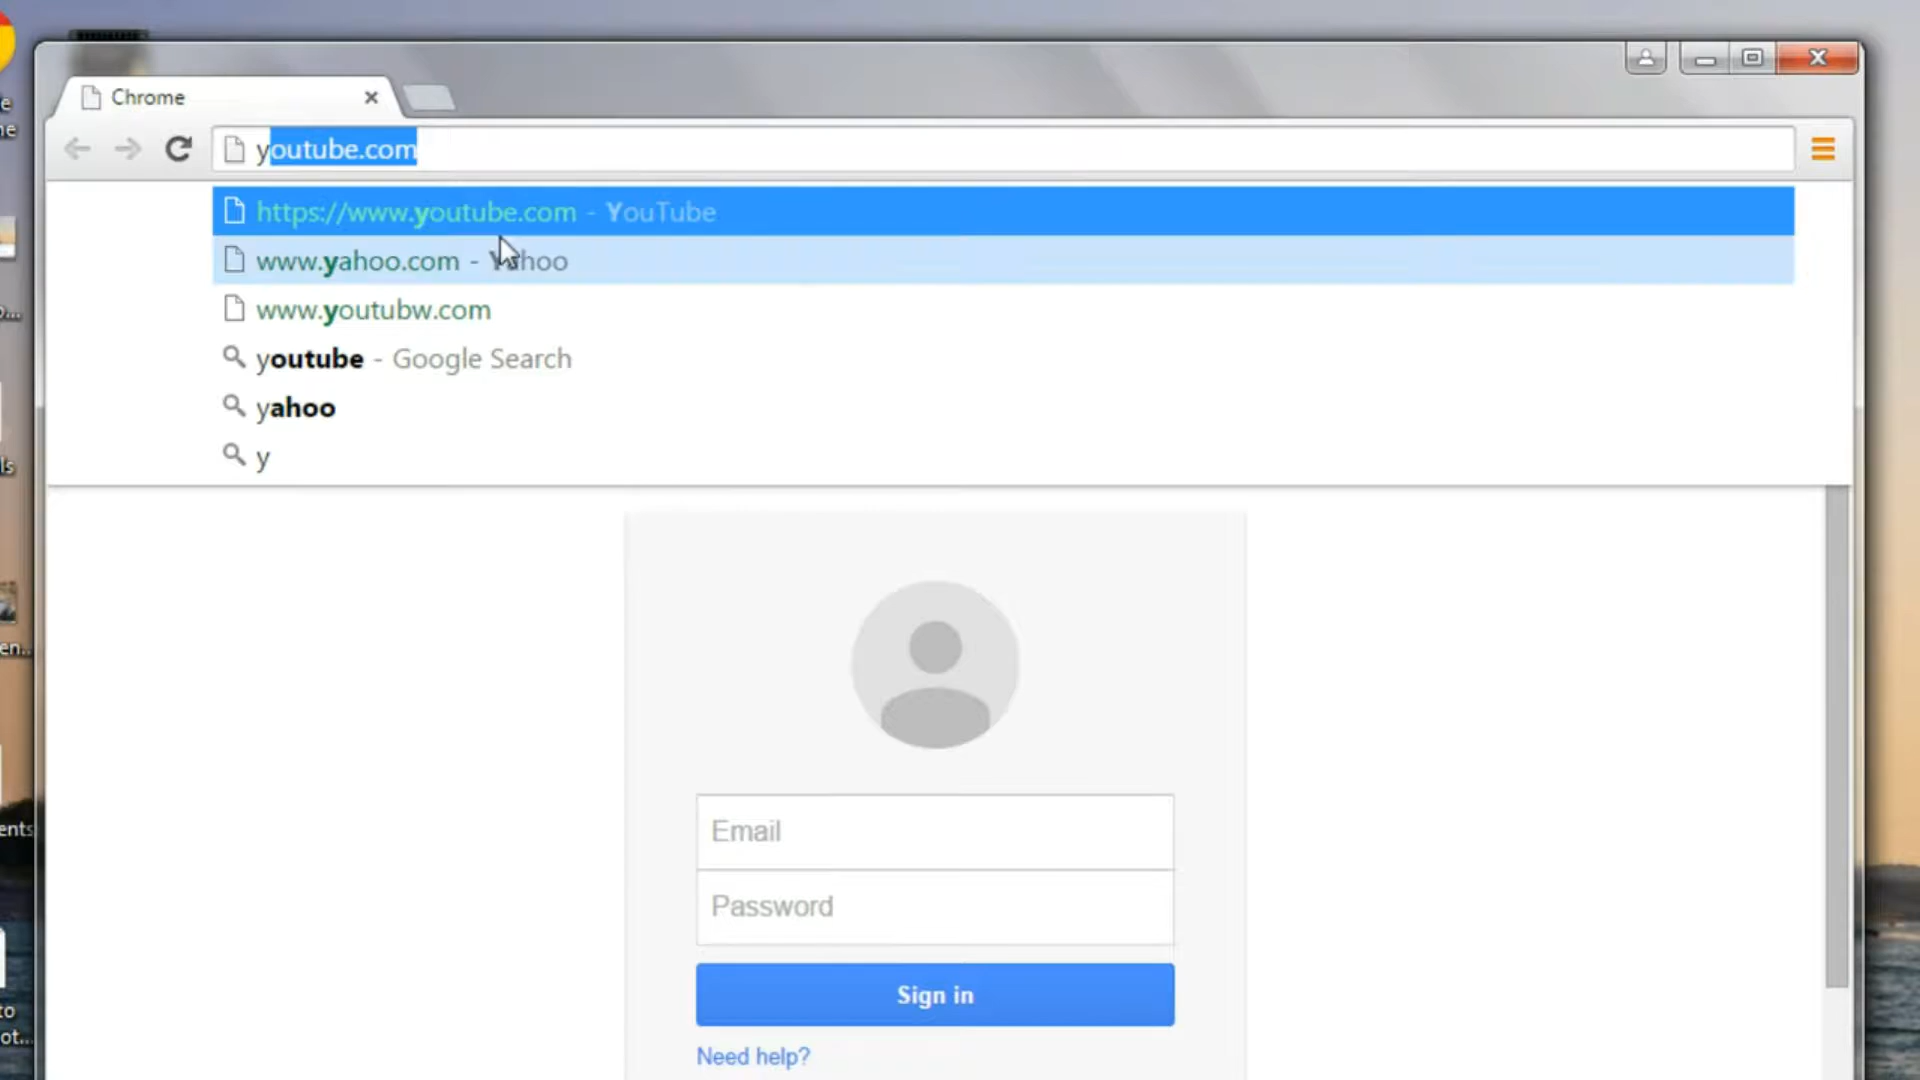 Chrome
youtube.com
https://www.youtube.com - YouTube
www.yahoo.com - Yahoo
www.youtubw.com
youtube - Google Search
yahoo
y
Email
Password
Sign in
Need help?